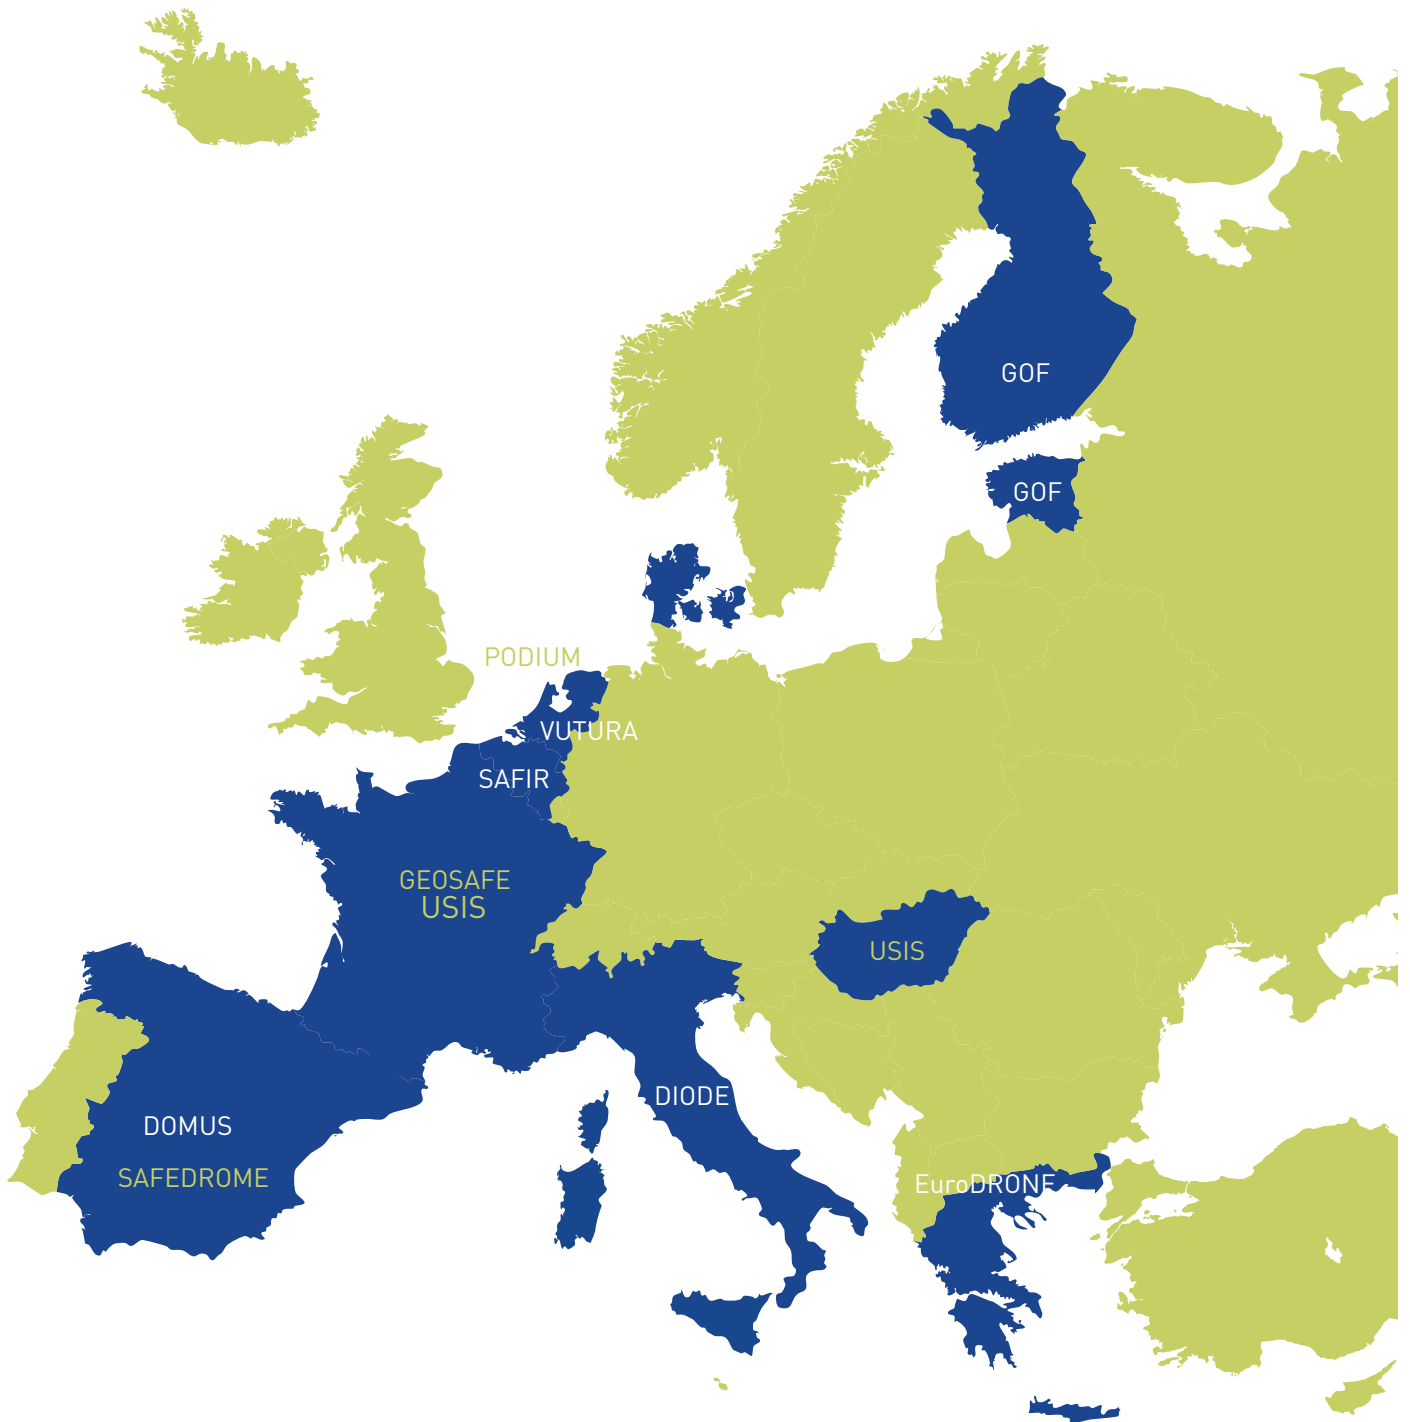 GOF
GOF
PODIUM
VUTURA
SAFIR
GEOSAFE
USIS
USIS
DIODE
DOMUS
SAFEDROME
EuroDRONE